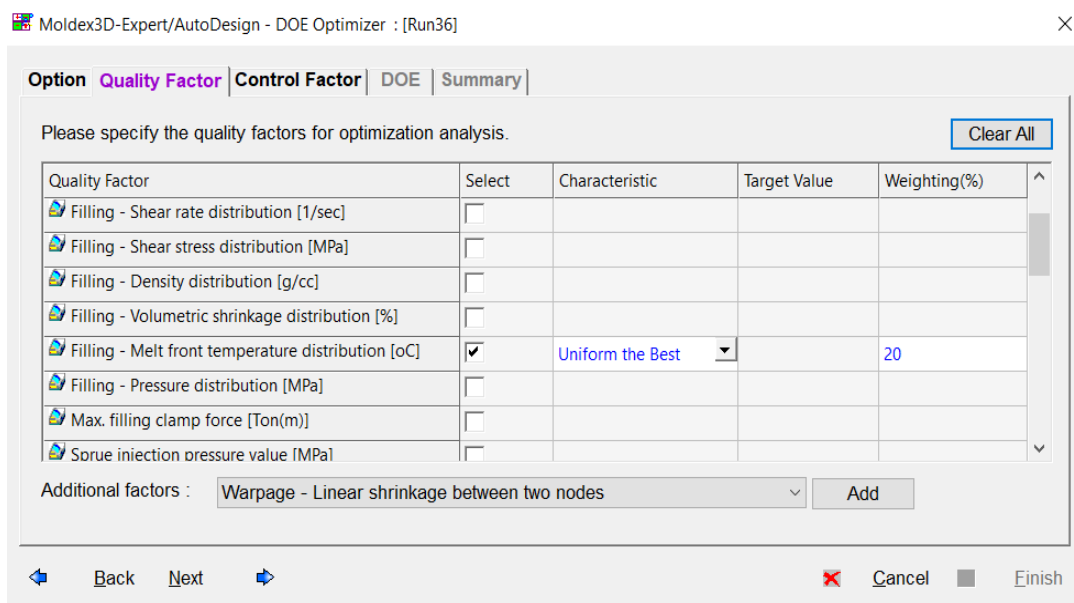 Moldex3D-Expert/AutoDesign - DOE Optimizer : [Run36]
Option Quality Factor Control Factor DOE Summary
Please specify the quality factors for optimization analysis. Clear All
Quality Factor Select Characteristic Target Value Weighting(%)
Filling - Shear rate distribution [1/sec]
Filling - Shear stress distribution [MPa]
Filling - Density distribution [g/cc]
Filling - Volumetric shrinkage distribution [%]
Filling - Melt front temperature distribution [oC] Uniform the Best 20
Filling - Pressure distribution [MPa]
Max. filling clamp force [Ton(m)]
Sprue injection pressure value [MPa]
Additional factors : Warpage - Linear shrinkage between two nodes Add
Back Next Cancel Finish